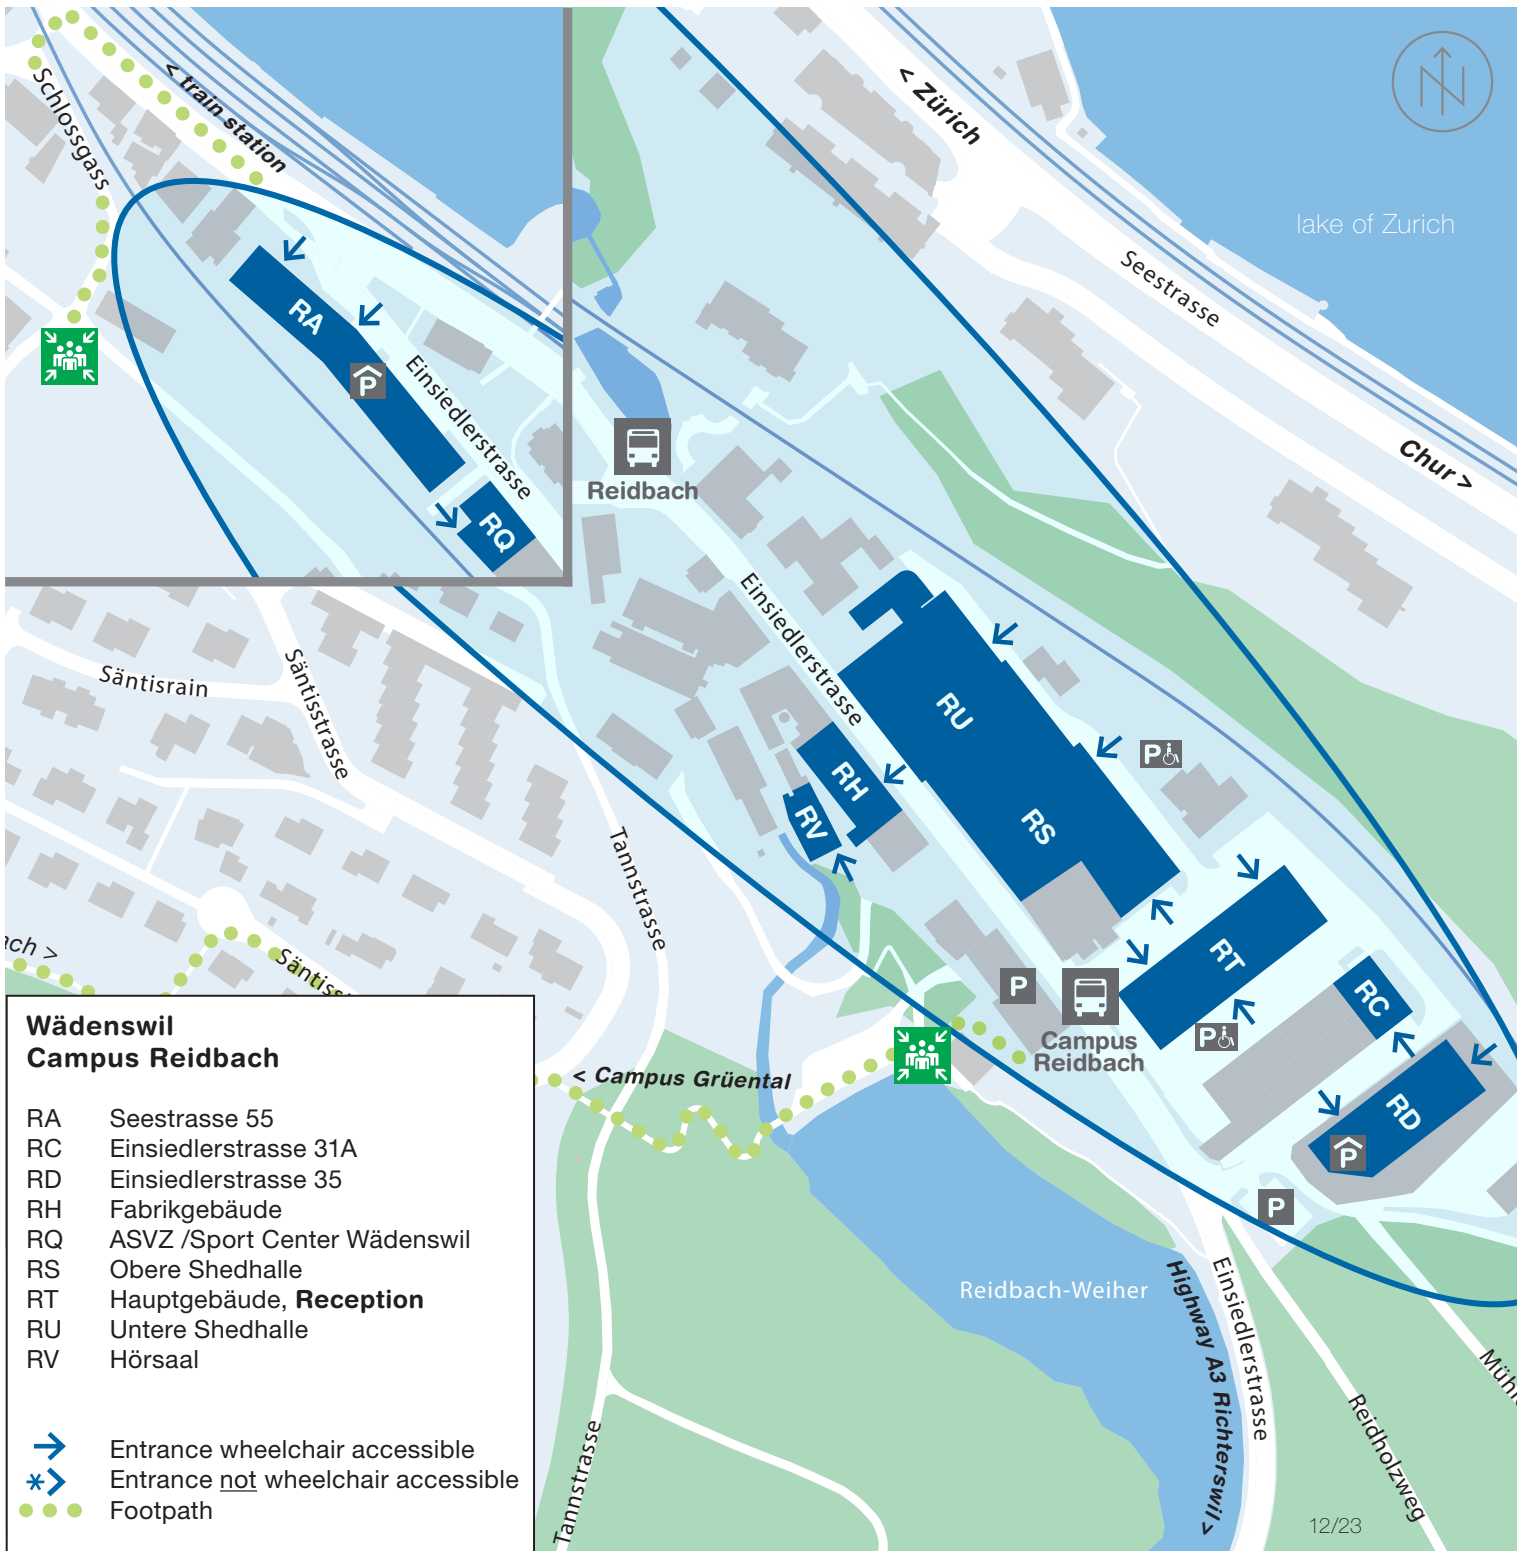 < train station
Schlossgass
RA
P
Einsiedlerstrasse
RQ
< Zürich
N
lake of Zurich
Seestrasse
Chur >
Reidbach
Einsiedlerstrasse
Säntisrain
Säntisstrasse
RU
RH
RV
RS
P
Tannstrasse
RT
RC
P
Campus
Reidbach
P
RD
P
P
ach >
< Campus Grüental
Reidbach-Weiher
Highway A3 Richterswil >
Einsiedlerstrasse
Reidholzweg
Tannstrasse
12/23
Wädenswil
Campus Reidbach
RA Seestrasse 55
RC Einsiedlerstrasse 31A
RD Einsiedlerstrasse 35
RH Fabrikgebäude
RQ ASVZ /Sport Center Wädenswil
RS Obere Shedhalle
RT Hauptgebäude, Reception
RU Untere Shedhalle
RV Hörsaal
Entrance wheelchair accessible
Entrance not wheelchair accessible
Footpath